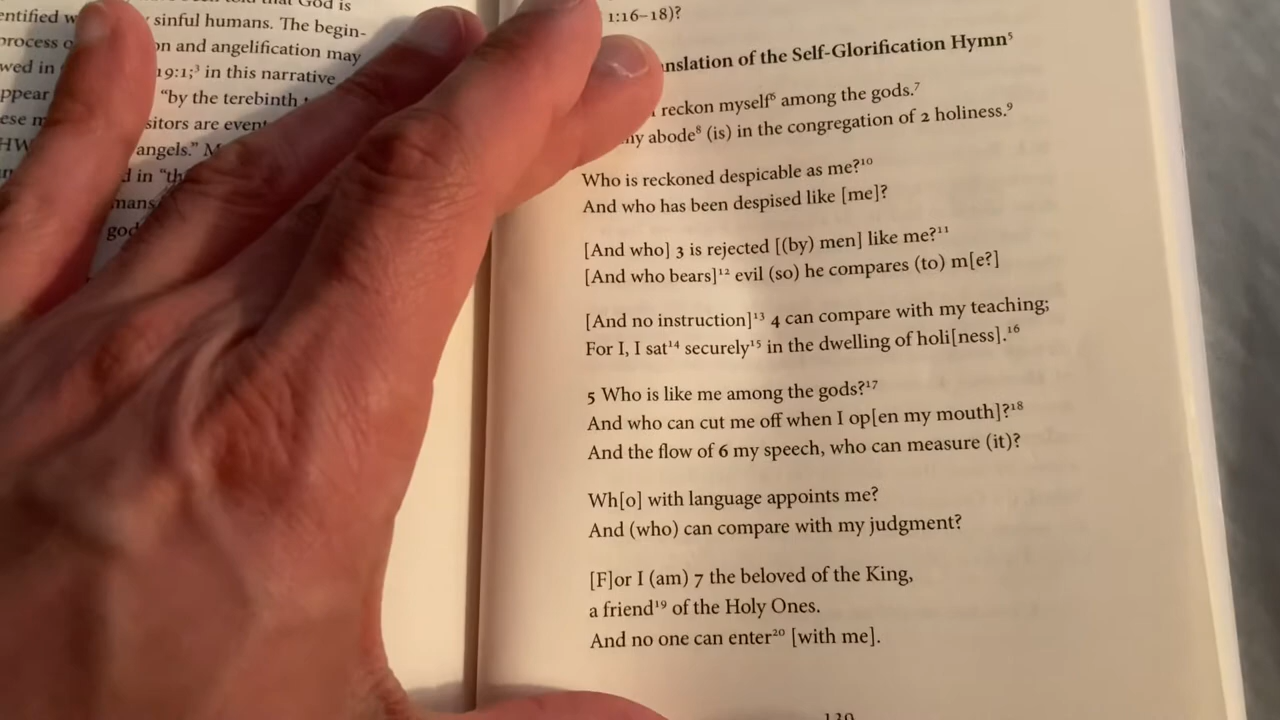 God is
sinful humans. The begin-
on and angelification may
19:1;³ in this narrative
"by the terebinth
sitors are
angels."
in
1:16–18)?
nslation of the Self-Glorification Hymn⁵
reckon myself⁶ among the gods.⁷
abode⁸ (is) in the congregation of 2 holiness.⁹
Who is reckoned despicable as me?¹⁰
And who has been despised like [me]?
[And who] 3 is rejected [(by) men] like me?¹¹
[And who bears]¹² evil (so) he compares (to) m[e?]
[And no instruction]¹³ 4 can compare with my teaching;
For I, I sat¹⁴ securely¹⁵ in the dwelling of holi[ness].¹⁶
5 Who is like me among the gods?¹⁷
And who can cut me off when I op[en my mouth]?¹⁸
And the flow of 6 my speech, who can measure (it)?
Wh[o] with language appoints me?
And (who) can compare with my judgment?
[F]or I (am) 7 the beloved of the King,
a friend¹⁹ of the Holy Ones.
And no one can enter²⁰ [with me].